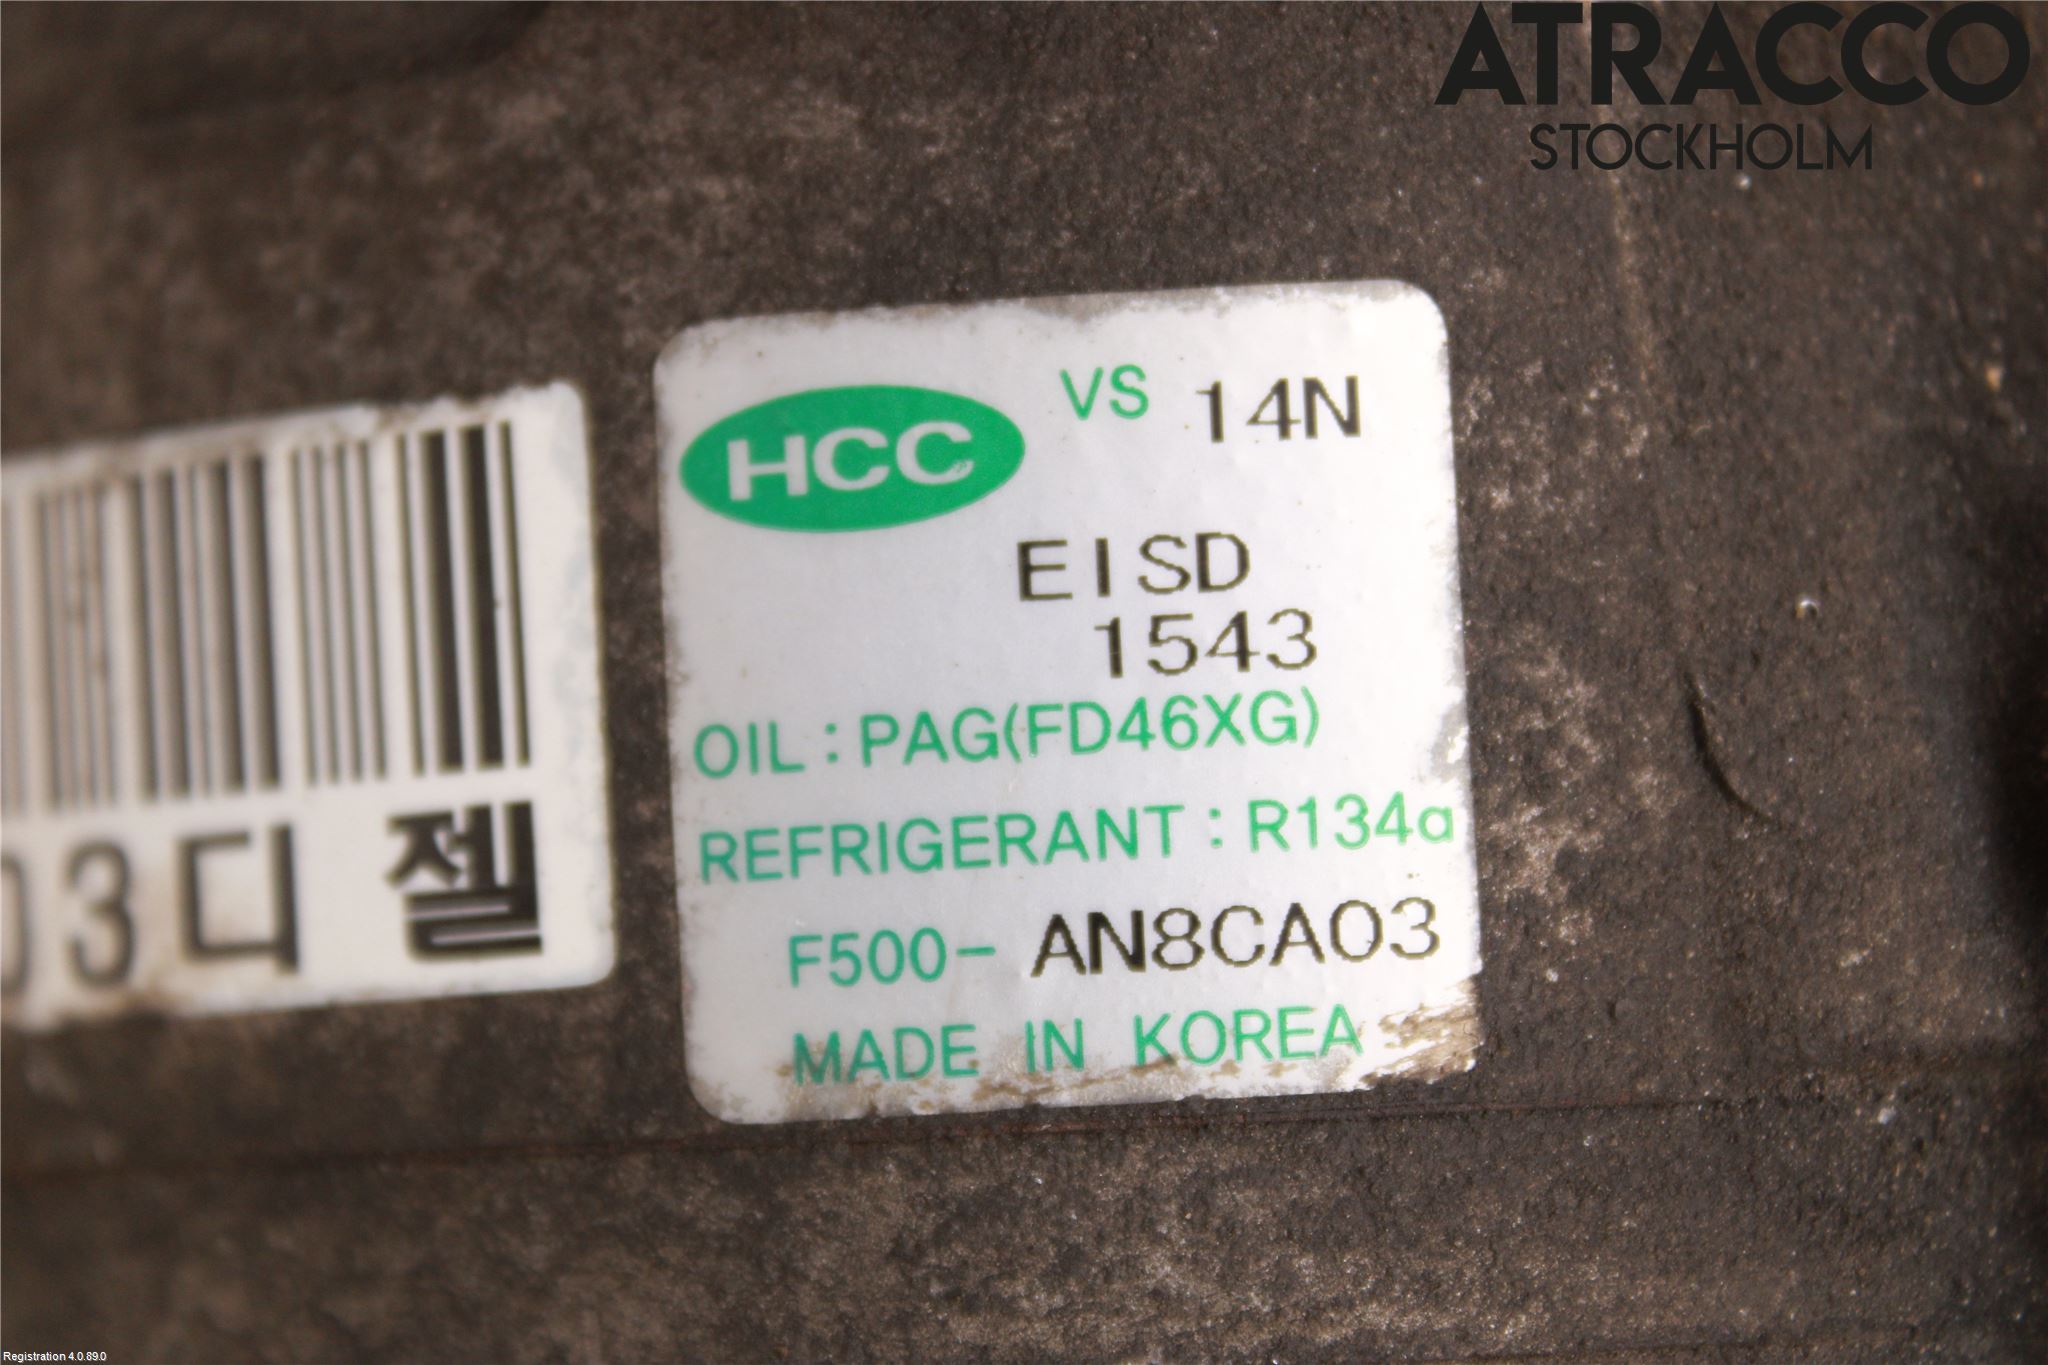 ATRACCO
STOCKHOLM
HCC VS 14N
EISD
1543
OIL : PAG(FD46XG)
REFRIGERANT : R134a
F500- AN8CA03
MADE IN KOREA
03디젤
Registration 4.0.89.0